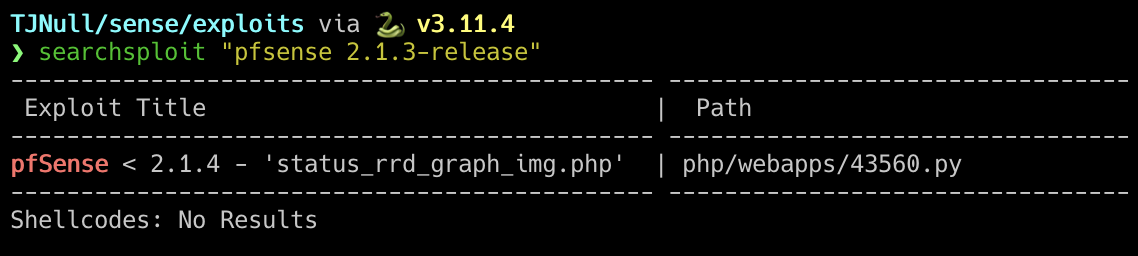 TJNull/sense/exploits via 🐍 v3.11.4
❯ searchsploit "pfsense 2.1.3-release"
---------------------------------------------- ---------------------------------
 Exploit Title                                |  Path
---------------------------------------------- ---------------------------------
pfSense < 2.1.4 - 'status_rrd_graph_img.php'  | php/webapps/43560.py
---------------------------------------------- ---------------------------------
Shellcodes: No Results